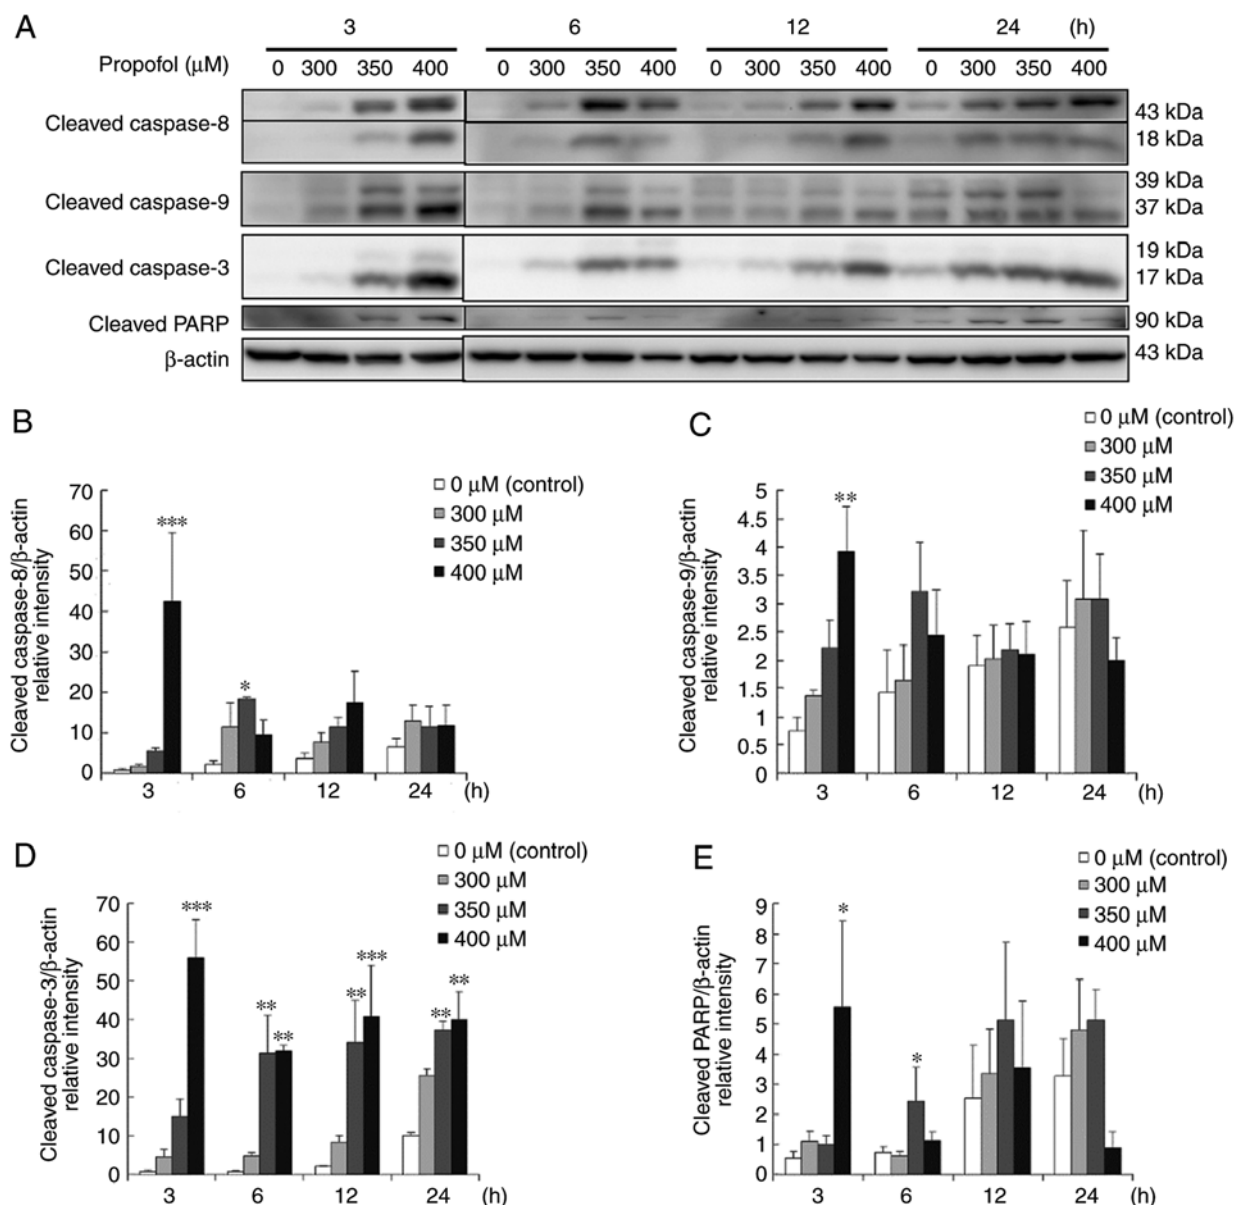 A
3 6 12 24 (h)
Propofol (μM) 0 300 350 400 0 300 350 400 0 300 350 400 0 300 350 400
Cleaved caspase-8
43 kDa
18 kDa
Cleaved caspase-9
39 kDa
37 kDa
Cleaved caspase-3
19 kDa
17 kDa
Cleaved PARP
90 kDa
β-actin
43 kDa
B
Cleaved caspase-8/β-actin
relative intensity
70
60
50
40
30
20
10
0
***
*
3 6 12 24 (h)
0 μM (control)
300 μM
350 μM
400 μM
C
Cleaved caspase-9/β-actin
relative intensity
5
4.5
4
3.5
3
2.5
2
1.5
1
0.5
0
**
3 6 12 24 (h)
0 μM (control)
300 μM
350 μM
400 μM
D
Cleaved caspase-3/β-actin
relative intensity
70
60
50
40
30
20
10
0
***
** **
** ***
** **
3 6 12 24 (h)
0 μM (control)
300 μM
350 μM
400 μM
E
Cleaved PARP/β-actin
relative intensity
9
8
7
6
5
4
3
2
1
0
*
*
3 6 12 24 (h)
0 μM (control)
300 μM
350 μM
400 μM